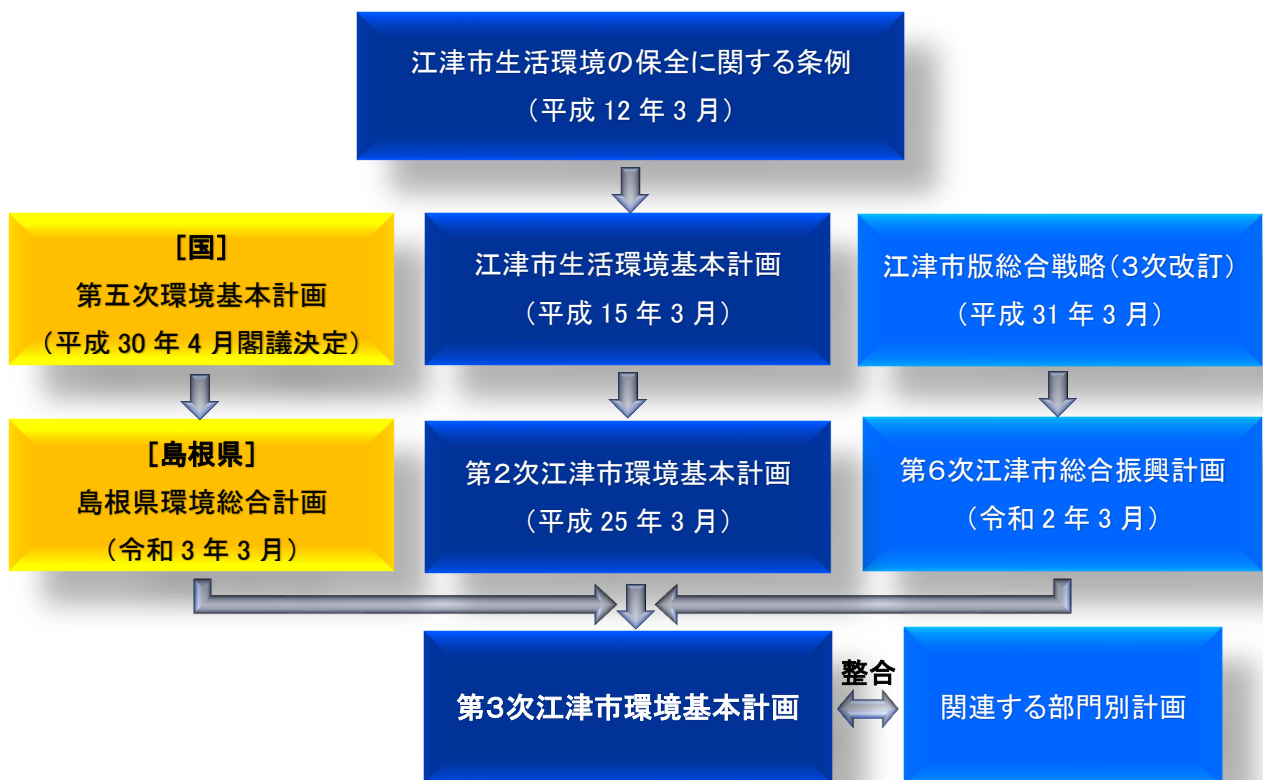 江津市生活環境の保全に関する条例
（平成 12 年 3 月）
［国］
第五次環境基本計画
（平成 30 年 4 月閣議決定）
江津市生活環境基本計画
（平成 15 年 3 月）
江津市版総合戦略（３次改訂）
（平成 31 年 3 月）
［島根県］
島根県環境総合計画
（令和 3 年 3 月）
第２次江津市環境基本計画
（平成 25 年 3 月）
第６次江津市総合振興計画
（令和 2 年 3 月）
第３次江津市環境基本計画
整合
関連する部門別計画